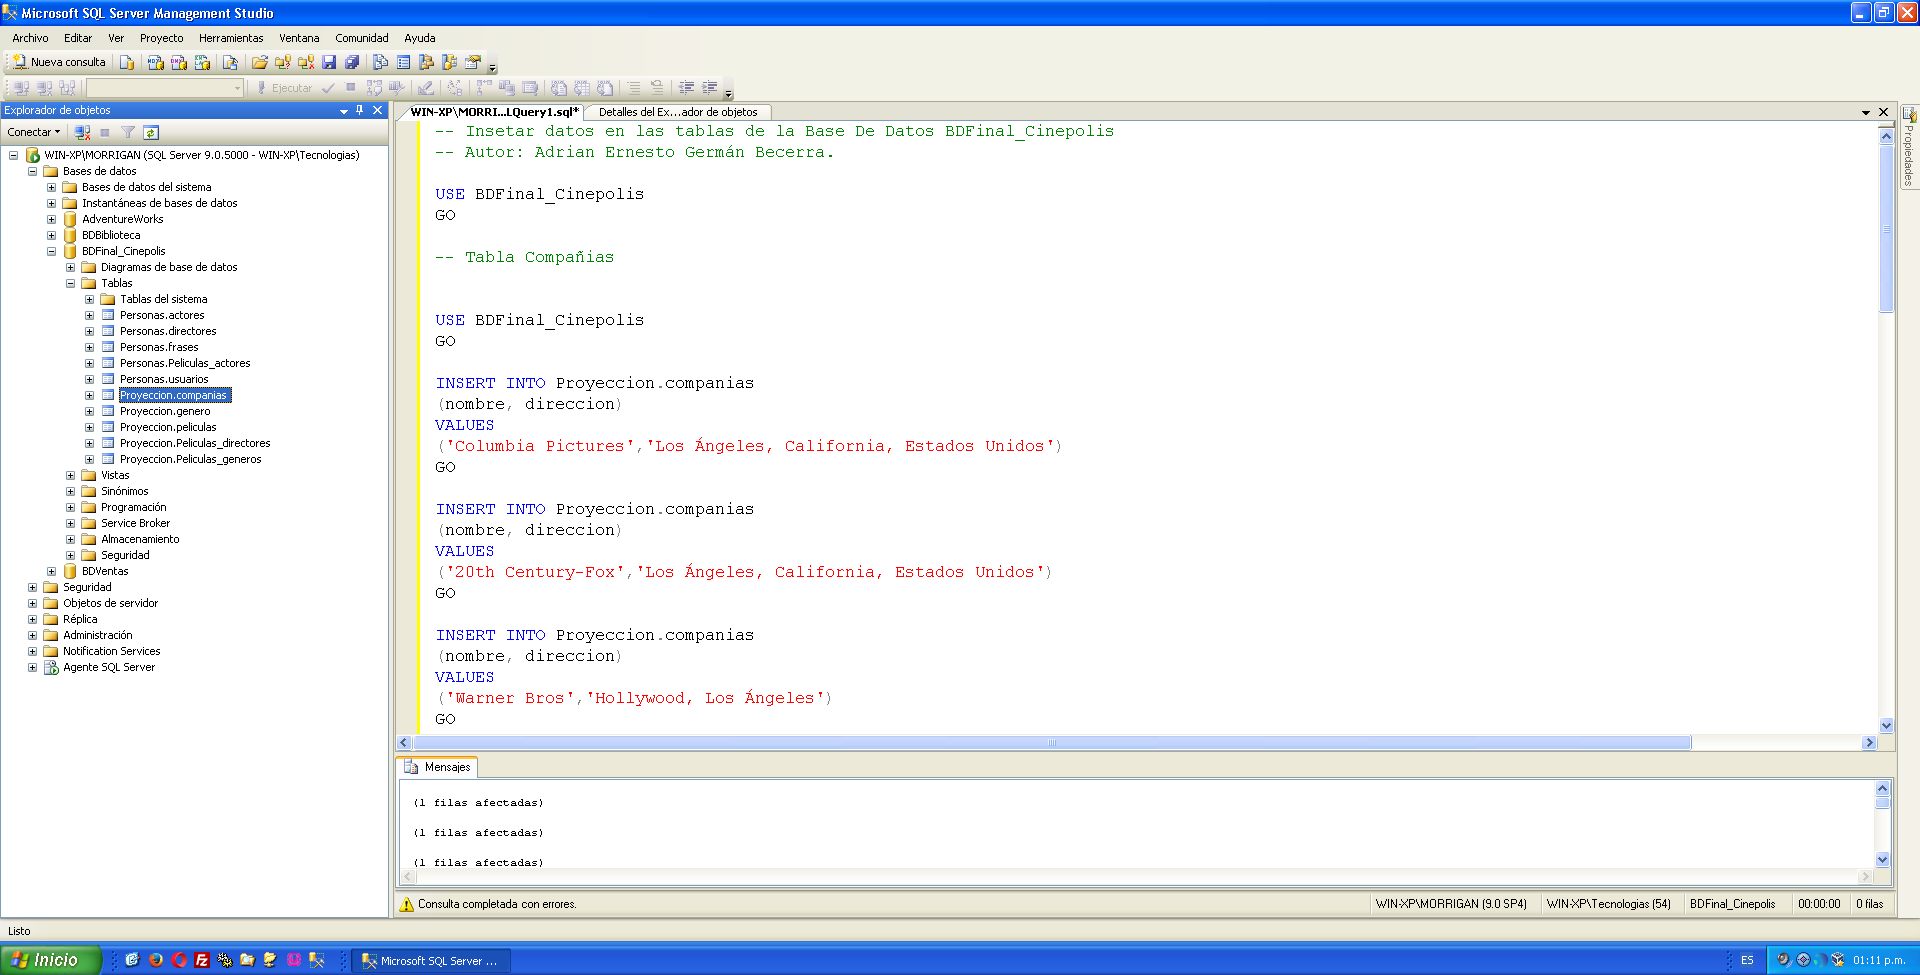 Microsoft SQL Server Management Studio
Archivo Editar Ver Proyecto Herramientas Ventana Comunidad Ayuda
Nueva consulta
Ejecutar
Explorador de objetos
Conectar
WIN-XP\MORRIGAN (SQL Server 9.0.5000 - WIN-XP\Tecnologias)
Bases de datos
Bases de datos del sistema
Instantáneas de bases de datos
AdventureWorks
BDBiblioteca
BDFinal_Cinepolis
Diagramas de base de datos
Tablas
Tablas del sistema
Personas.actores
Personas.directores
Personas.frases
Personas.Peliculas_actores
Personas.usuarios
Proyeccion.companias
Proyeccion.genero
Proyeccion.peliculas
Proyeccion.Peliculas_directores
Proyeccion.Peliculas_generos
Vistas
Sinónimos
Programación
Service Broker
Almacenamiento
Seguridad
BDVentas
Seguridad
Objetos de servidor
Réplica
Administración
Notification Services
Agente SQL Server
WIN-XP\MORRI...LQuery1.sql* Detalles del Ex...ador de objetos
-- Insetar datos en las tablas de la Base De Datos BDFinal_Cinepolis
-- Autor: Adrian Ernesto Germán Becerra.
USE BDFinal_Cinepolis
GO
-- Tabla Compañias
USE BDFinal_Cinepolis
GO
INSERT INTO Proyeccion.companias
(nombre, direccion)
VALUES
('Columbia Pictures','Los Ángeles, California, Estados Unidos')
GO
INSERT INTO Proyeccion.companias
(nombre, direccion)
VALUES
('20th Century-Fox','Los Ángeles, California, Estados Unidos')
GO
INSERT INTO Proyeccion.companias
(nombre, direccion)
VALUES
('Warner Bros','Hollywood, Los Ángeles')
GO
Propiedades
Mensajes
(1 filas afectadas)
(1 filas afectadas)
(1 filas afectadas)
Consulta completada con errores. WIN-XP\MORRIGAN (9.0 SP4) WIN-XP\Tecnologias (54) BDFinal_Cinepolis 00:00:00 0 filas
Listo
Inicio Microsoft SQL Server ... ES 01:11 p.m.